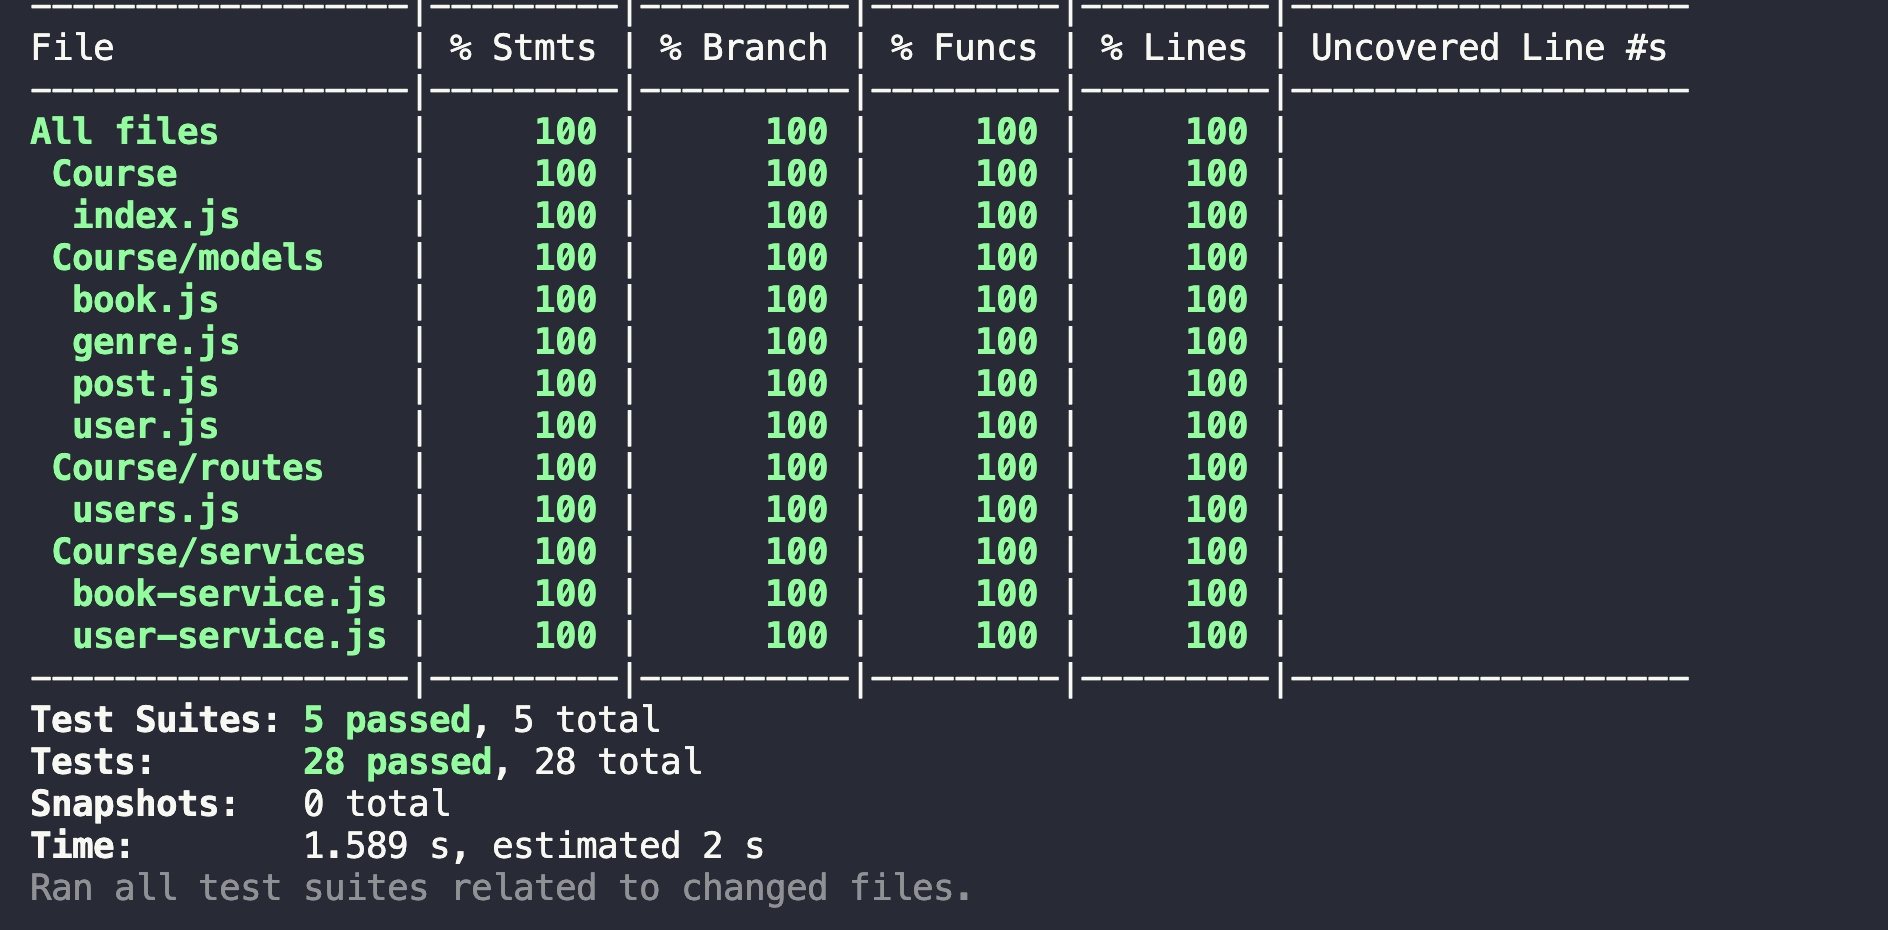 -------------------|---------|----------|---------|---------|-------------------
File               | % Stmts | % Branch | % Funcs | % Lines | Uncovered Line #s
-------------------|---------|----------|---------|---------|-------------------
All files          |     100 |      100 |     100 |     100 |
 Course            |     100 |      100 |     100 |     100 |
  index.js         |     100 |      100 |     100 |     100 |
 Course/models     |     100 |      100 |     100 |     100 |
  book.js          |     100 |      100 |     100 |     100 |
  genre.js         |     100 |      100 |     100 |     100 |
  post.js          |     100 |      100 |     100 |     100 |
  user.js          |     100 |      100 |     100 |     100 |
 Course/routes     |     100 |      100 |     100 |     100 |
  users.js         |     100 |      100 |     100 |     100 |
 Course/services   |     100 |      100 |     100 |     100 |
  book-service.js  |     100 |      100 |     100 |     100 |
  user-service.js  |     100 |      100 |     100 |     100 |
-------------------|---------|----------|---------|---------|-------------------
Test Suites: 5 passed, 5 total
Tests:       28 passed, 28 total
Snapshots:   0 total
Time:        1.589 s, estimated 2 s
Ran all test suites related to changed files.